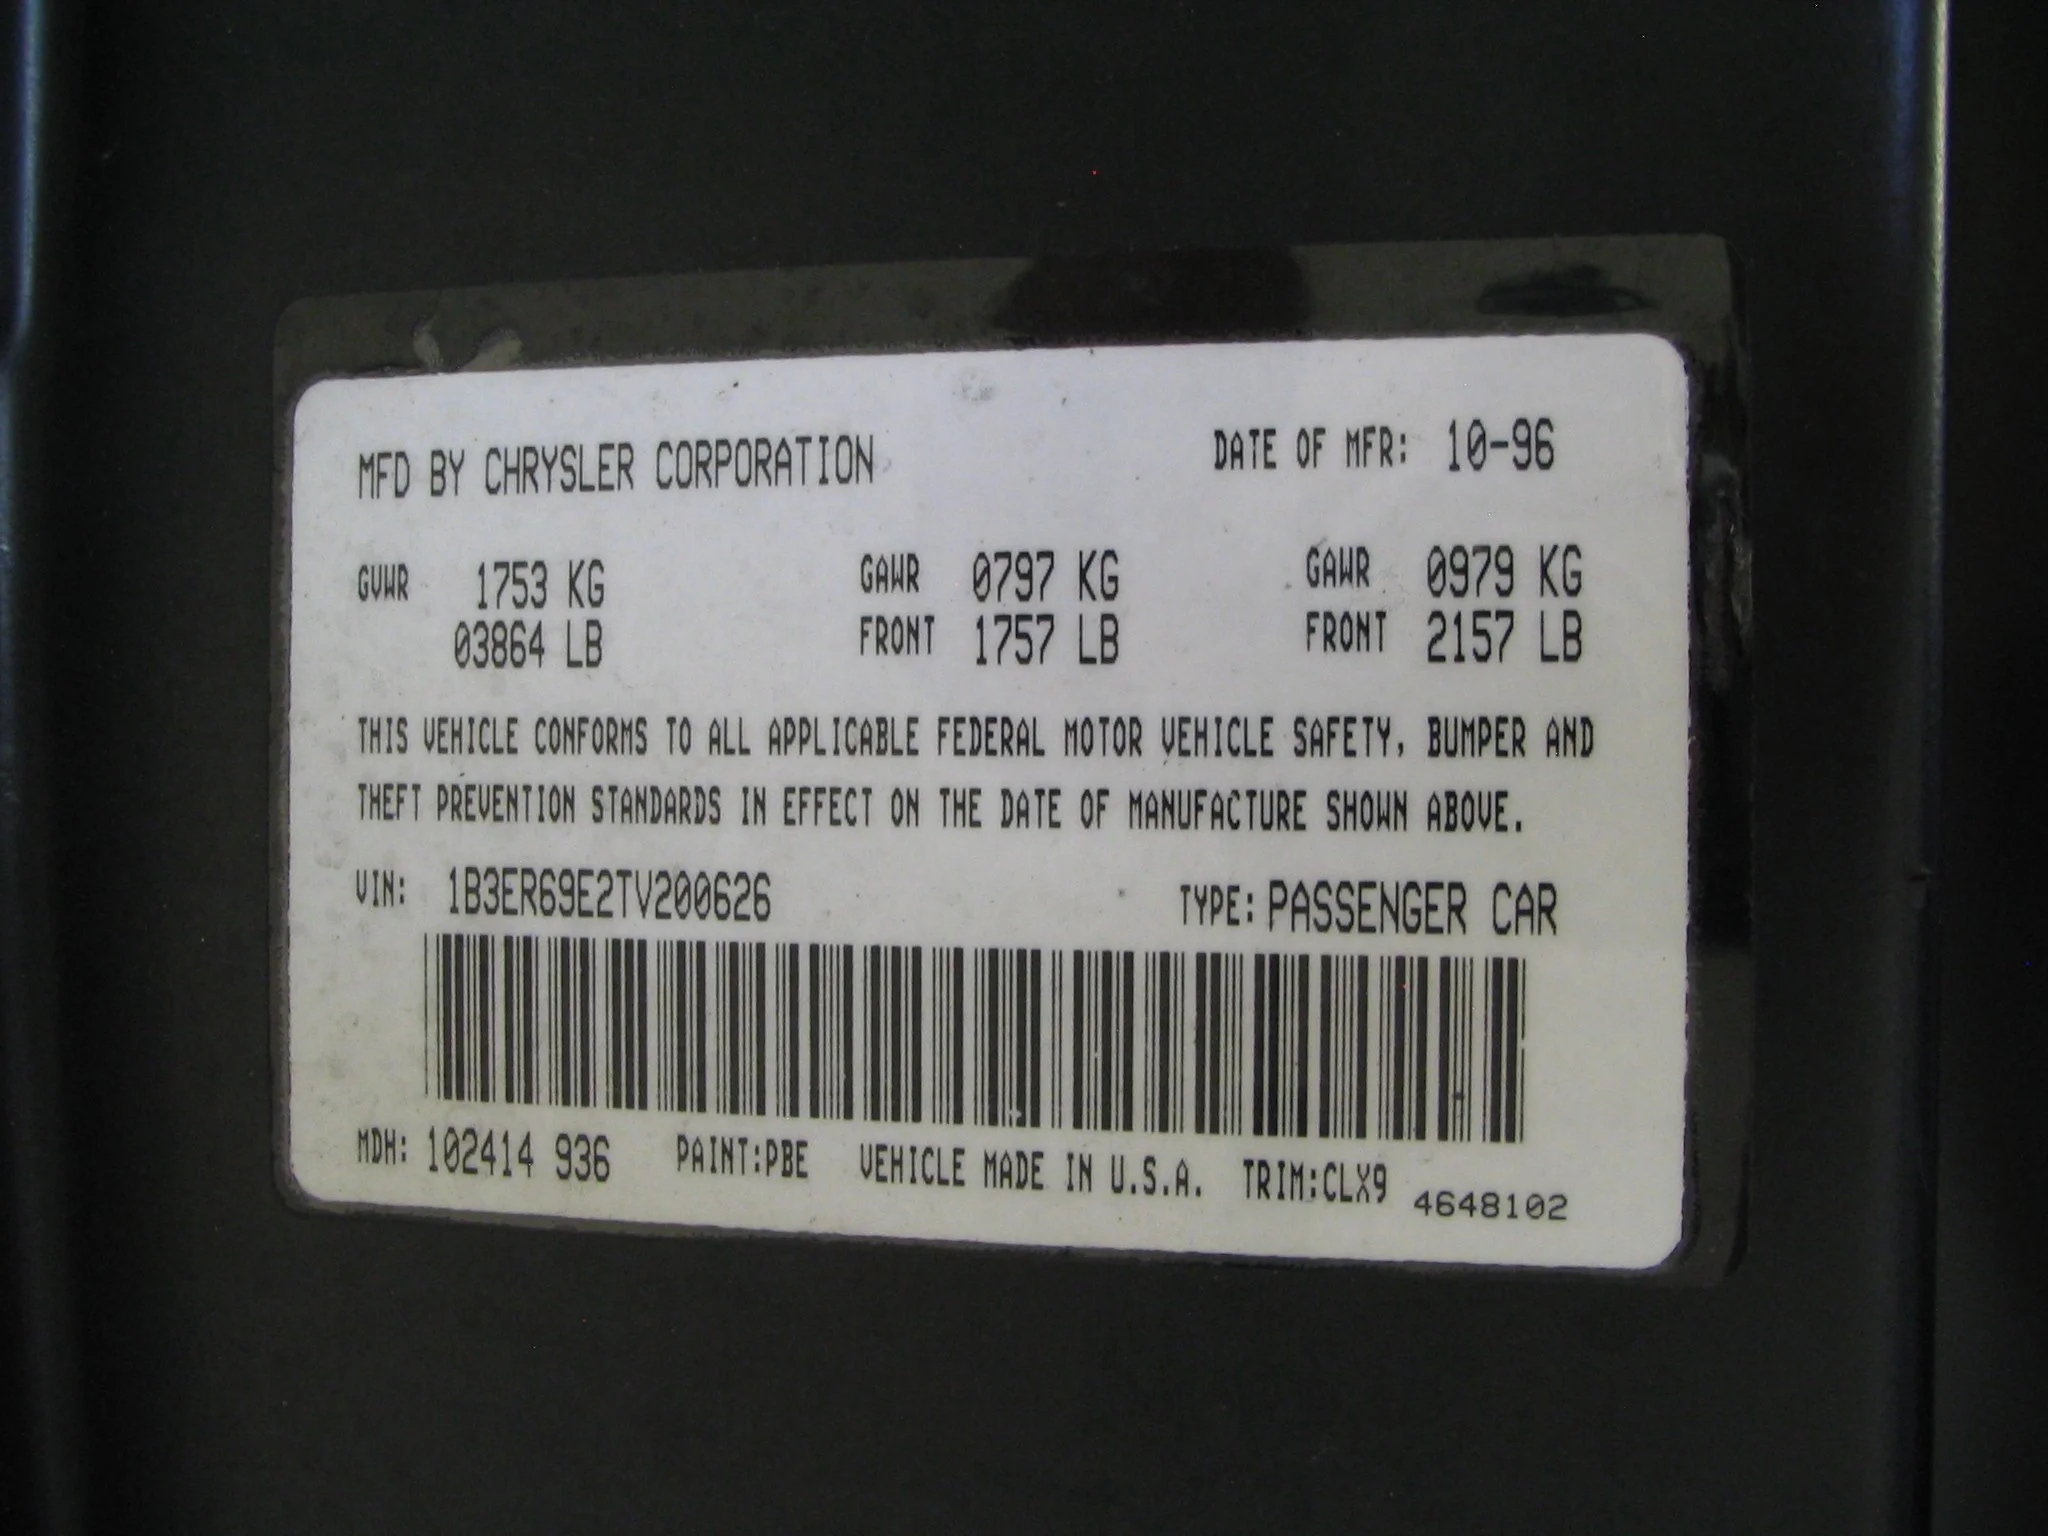 MFD BY CHRYSLER CORPORATION DATE OF MFR: 10-96
GVWR 1753 KG GAWR 0797 KG GAWR 0979 KG
03864 LB FRONT 1757 LB FRONT 2157 LB
THIS VEHICLE CONFORMS TO ALL APPLICABLE FEDERAL MOTOR VEHICLE SAFETY, BUMPER AND
THEFT PREVENTION STANDARDS IN EFFECT ON THE DATE OF MANUFACTURE SHOWN ABOVE.
VIN: 1B3ER69E2TV200626 TYPE: PASSENGER CAR
MDH: 102414 936 PAINT:PBE VEHICLE MADE IN U.S.A. TRIM:CLX9 4648102